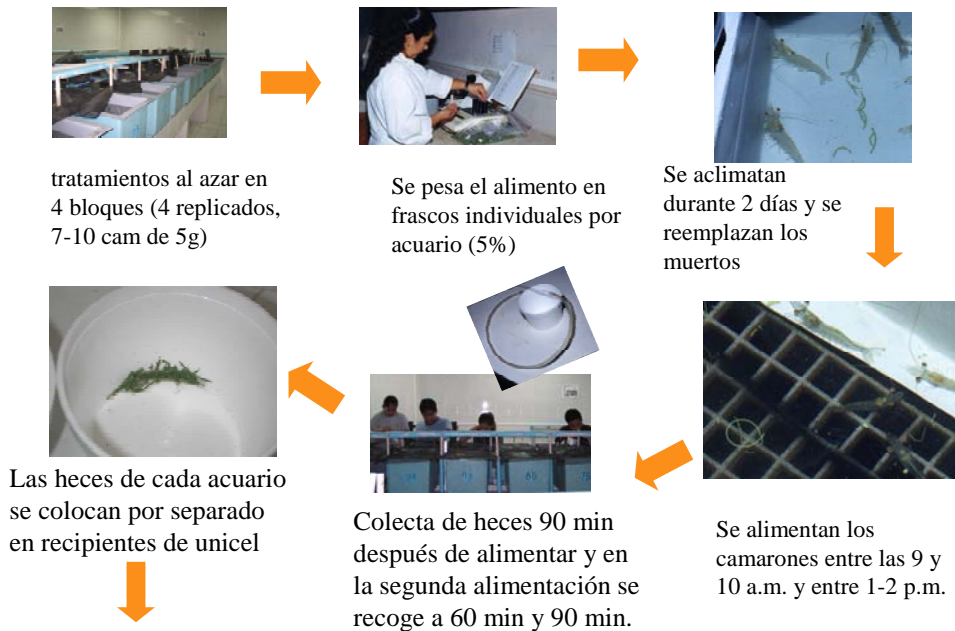 tratamientos al azar en
4 bloques (4 replicados,
7-10 cam de 5g)
Se pesa el alimento en
frascos individuales por
acuario (5%)
Se aclimatan
durante 2 días y se
reemplazan los
muertos
Se alimentan los
camarones entre las 9 y
10 a.m. y entre 1-2 p.m.
Colecta de heces 90 min
después de alimentar y en
la segunda alimentación se
recoge a 60 min y 90 min.
Las heces de cada acuario
se colocan por separado
en recipientes de unicel